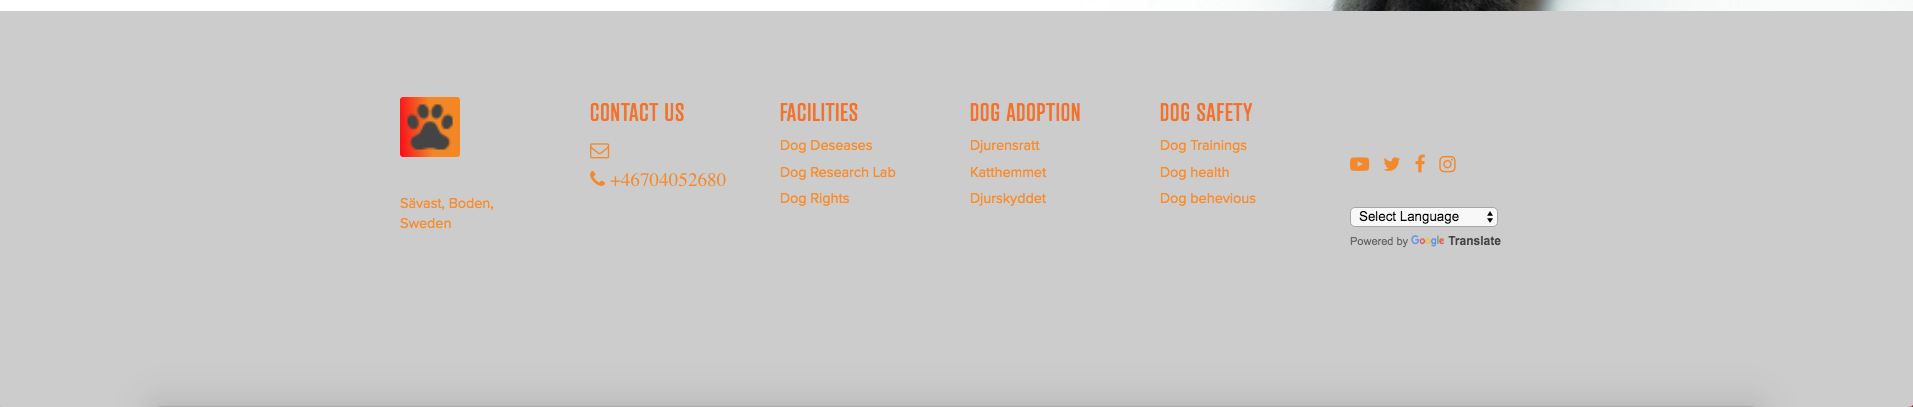 Sävast, Boden,
Sweden
CONTACT US
+46704052680
FACILITIES
Dog Deseases
Dog Research Lab
Dog Rights
DOG ADOPTION
Djurensratt
Katthemmet
Djurskyddet
DOG SAFETY
Dog Trainings
Dog health
Dog behevious
Select Language
Powered by Google Translate